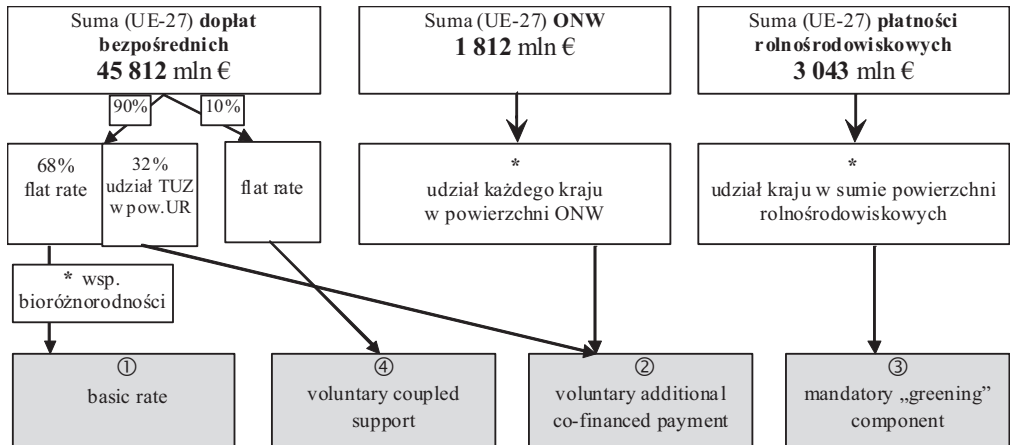 Suma (UE-27) dopłat
bezpośrednich
45 812 mln €
Suma (UE-27) ONW
1 812 mln €
Suma (UE-27) płatności
rolnośrodowiskowych
3 043 mln €
90%
10%
68%
flat rate
32%
udział TUZ
w pow.UR
flat rate
*
udział każdego kraju
w powierzchni ONW
*
udział kraju w sumie powierzchni
rolnośrodowiskowych
* wsp.
bioróżnorodności
①
basic rate
④
voluntary coupled
support
②
voluntary additional
co-financed payment
③
mandatory „greening”
component